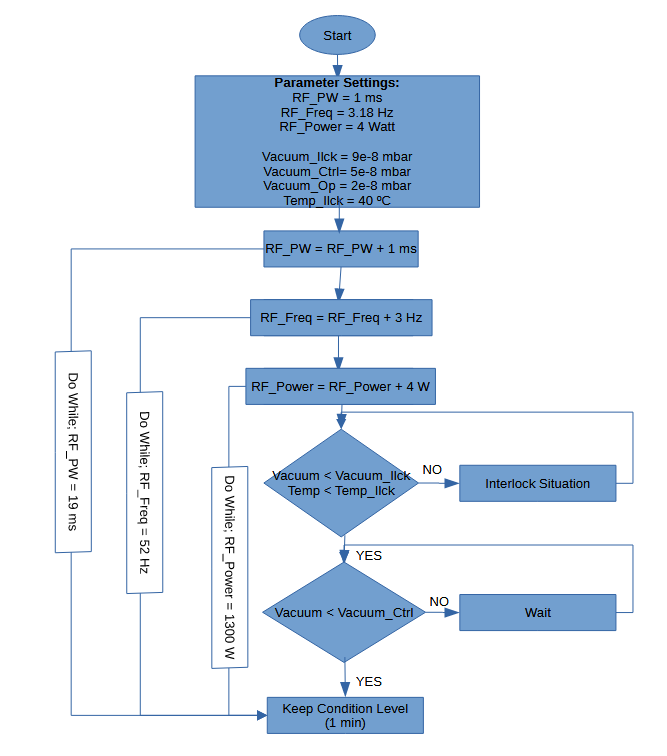 Start
Parameter Settings:
RF_PW = 1 ms
RF_Freq = 3.18 Hz
RF_Power = 4 Watt
Vacuum_Ilck = 9e-8 mbar
Vacuum_Ctrl= 5e-8 mbar
Vacuum_Op = 2e-8 mbar
Temp_Ilck = 40 ºC
RF_PW = RF_PW + 1 ms
RF_Freq = RF_Freq + 3 Hz
RF_Power = RF_Power + 4 W
Do While; RF_PW = 19 ms
Do While; RF_Freq = 52 Hz
Do While; RF_Power = 1300 W
Vacuum < Vacuum_Ilck
Temp < Temp_Ilck
NO
Interlock Situation
YES
Vacuum < Vacuum_Ctrl
NO
Wait
YES
Keep Condition Level
(1 min)